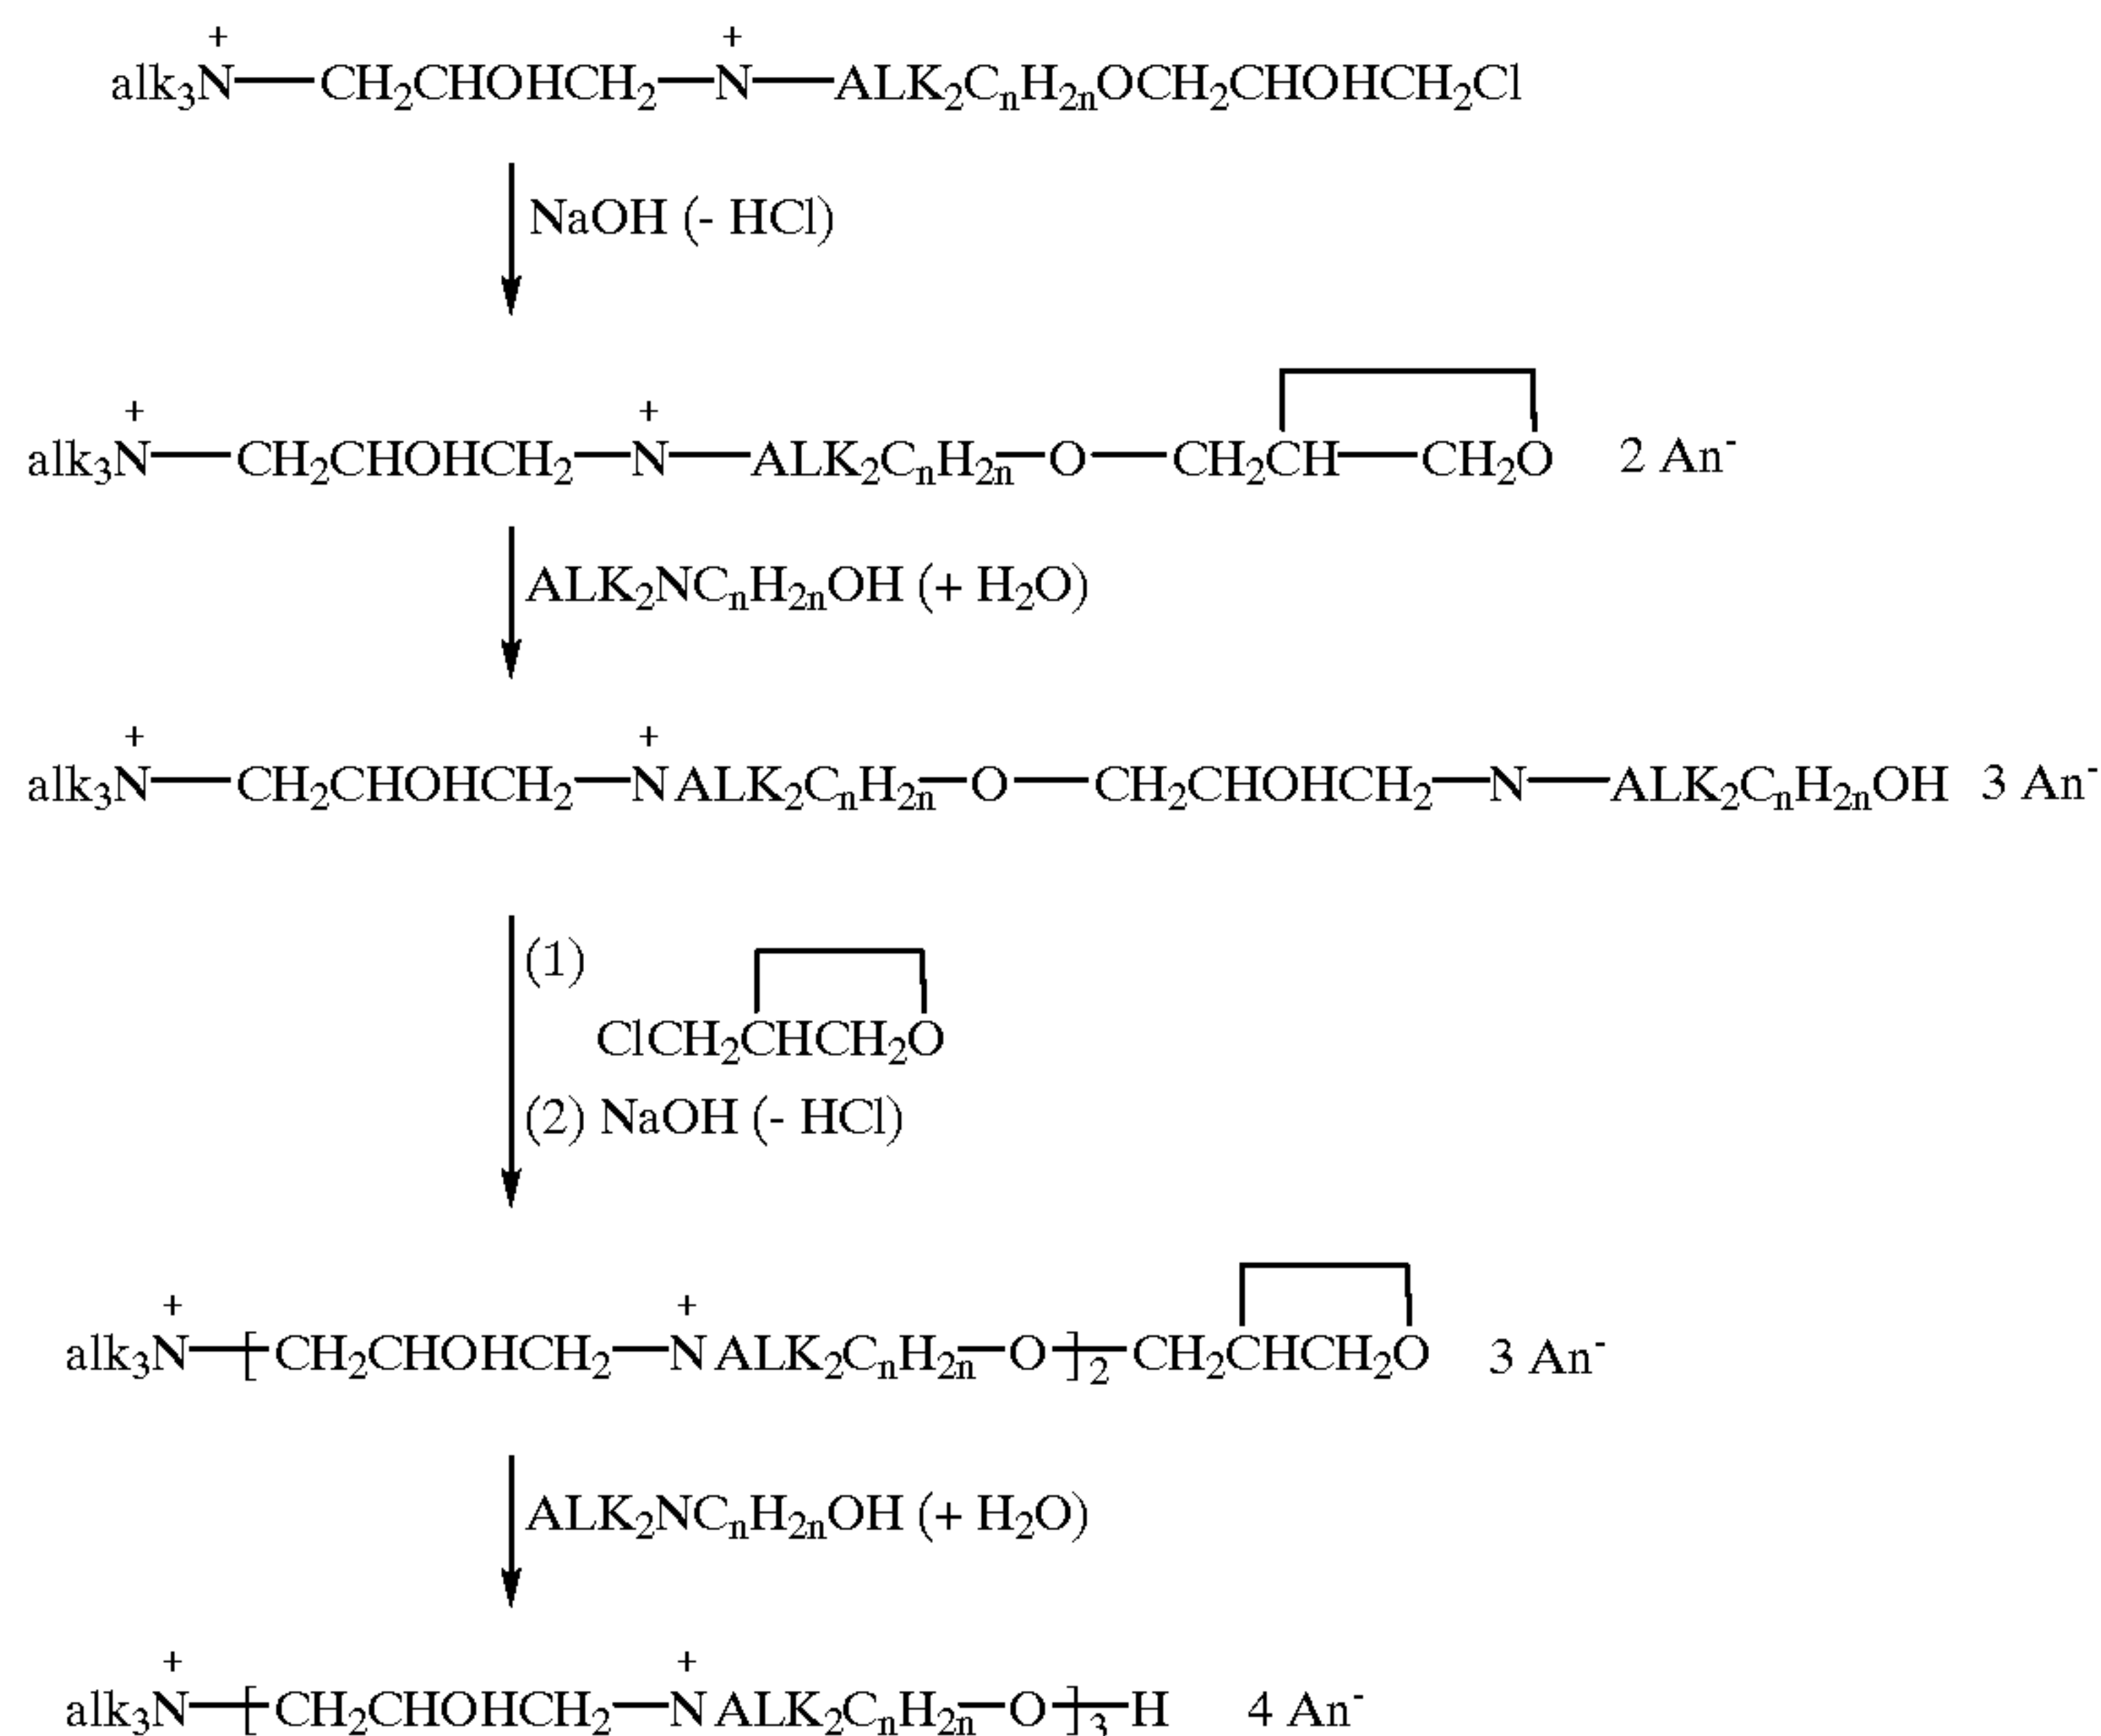 alk₃N⁺—CH₂CHOHCH₂—N⁺—ALK₂CₙH₂ₙOCH₂CHOHCH₂Cl
NaOH (- HCl)
alk₃N⁺—CH₂CHOHCH₂—N⁺—ALK₂CₙH₂ₙ—O—CH₂CH—CH₂O 2 An⁻
ALK₂NCₙH₂ₙOH (+ H₂O)
alk₃N⁺—CH₂CHOHCH₂—N⁺ALK₂CₙH₂ₙ—O—CH₂CHOHCH₂—N—ALK₂CₙH₂ₙOH 3 An⁻
(1)
ClCH₂CHCH₂O
(2) NaOH (- HCl)
alk₃N⁺—[CH₂CHOHCH₂—N⁺ALK₂CₙH₂ₙ—O]₂—CH₂CHCH₂O 3 An⁻
ALK₂NCₙH₂ₙOH (+ H₂O)
alk₃N⁺—[CH₂CHOHCH₂—N⁺ALK₂CₙH₂ₙ—O]₃—H 4 An⁻